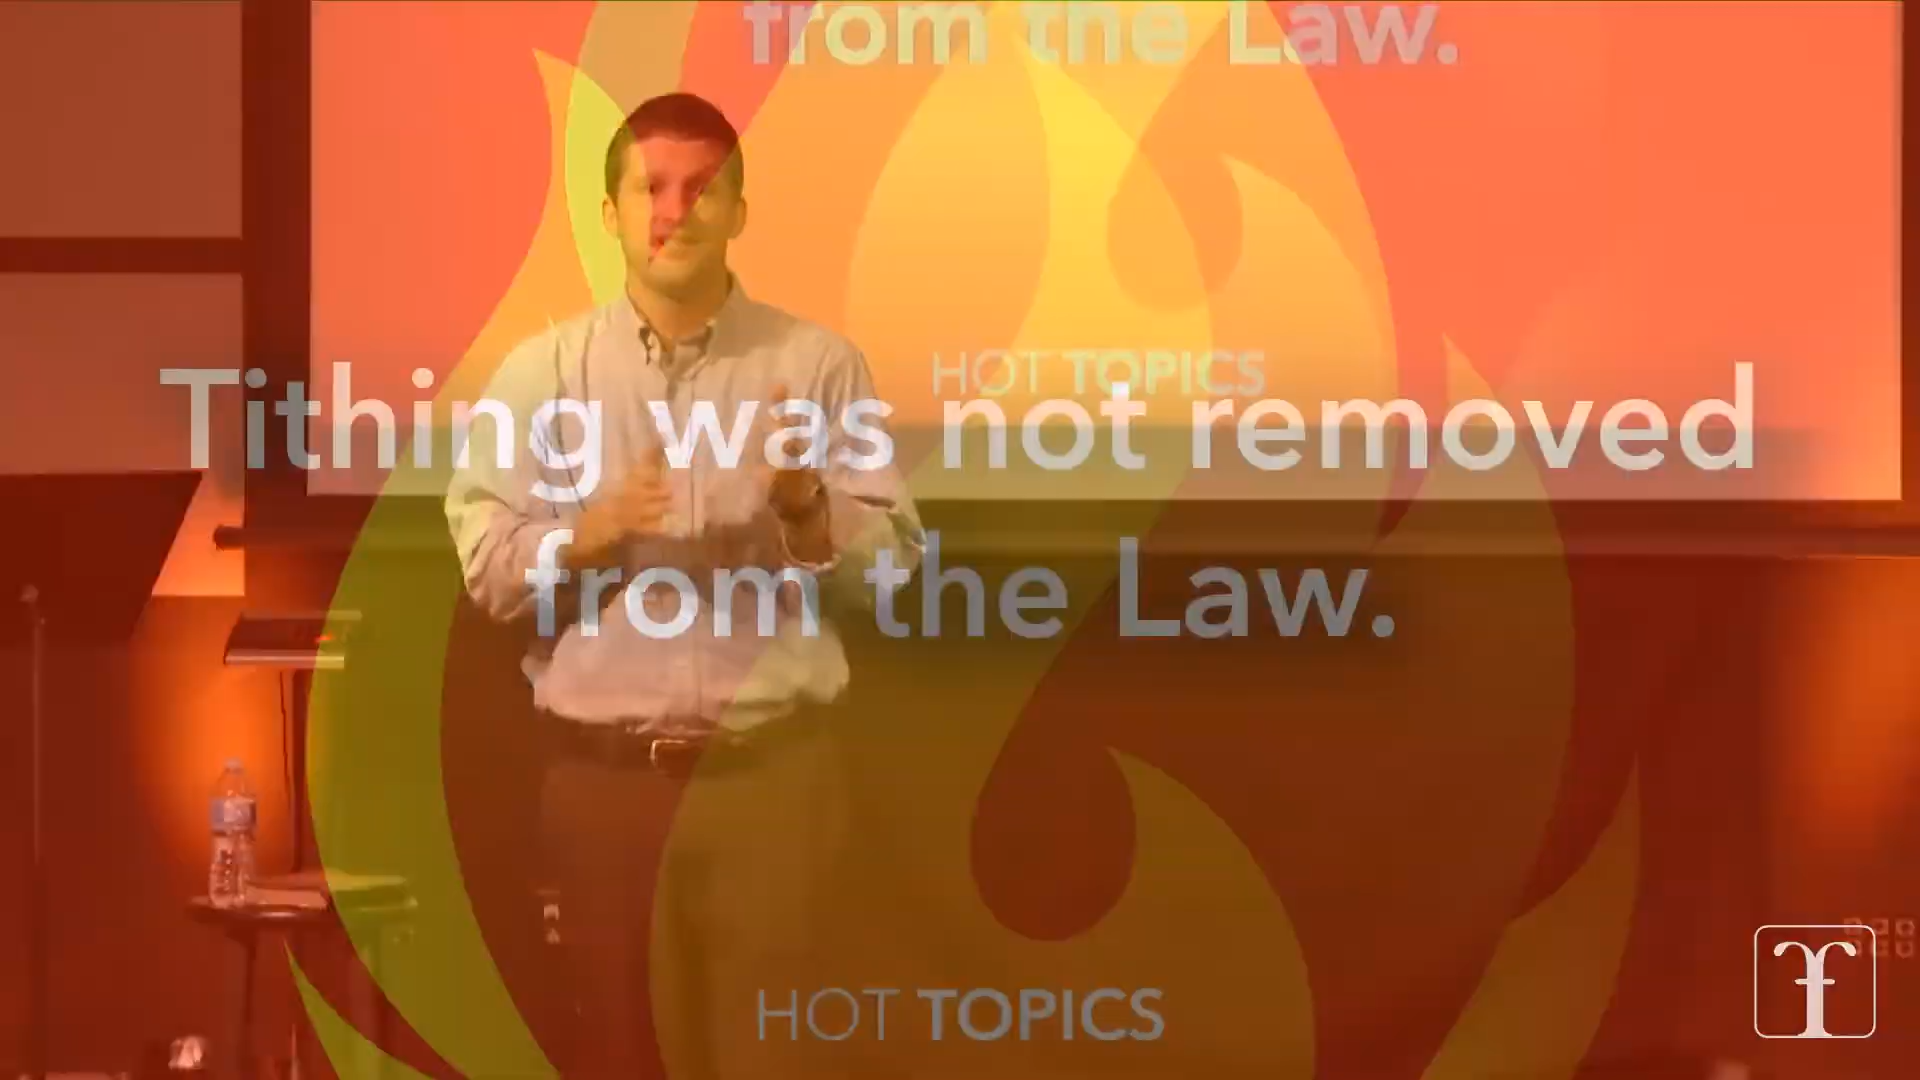 from the Law.
HOT TOPICS
Tithing was not removed
from the Law.
HOT TOPICS